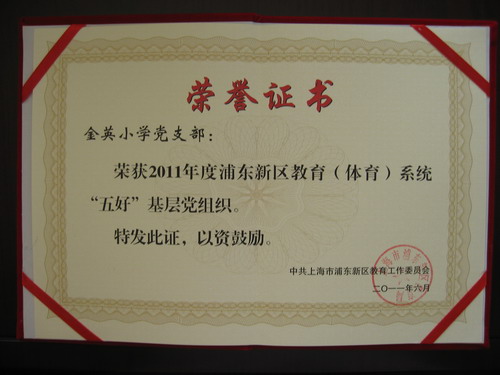 荣誉证书
金英小学党支部：
荣获2011年度浦东新区教育（体育）系统
“五好”基层党组织。
特发此证，以资鼓励。
中共上海市浦东新区教育工作委员会
二〇一一年六月